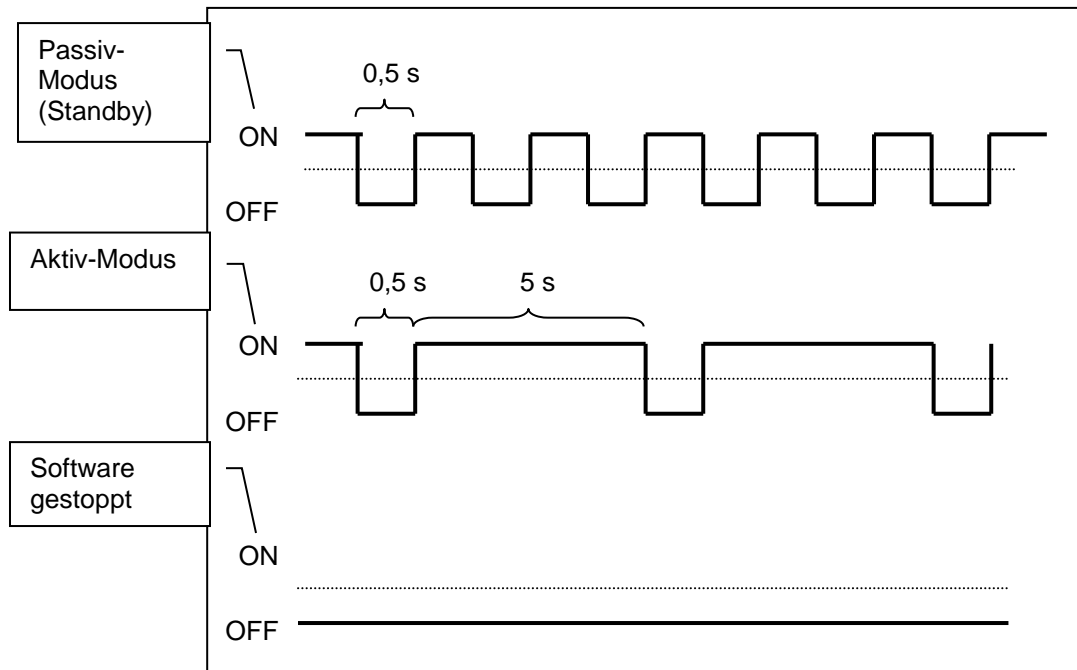 Passiv-
Modus
(Standby)
0,5 s
ON
OFF
Aktiv-Modus
0,5 s 5 s
ON
OFF
Software
gestoppt
ON
OFF